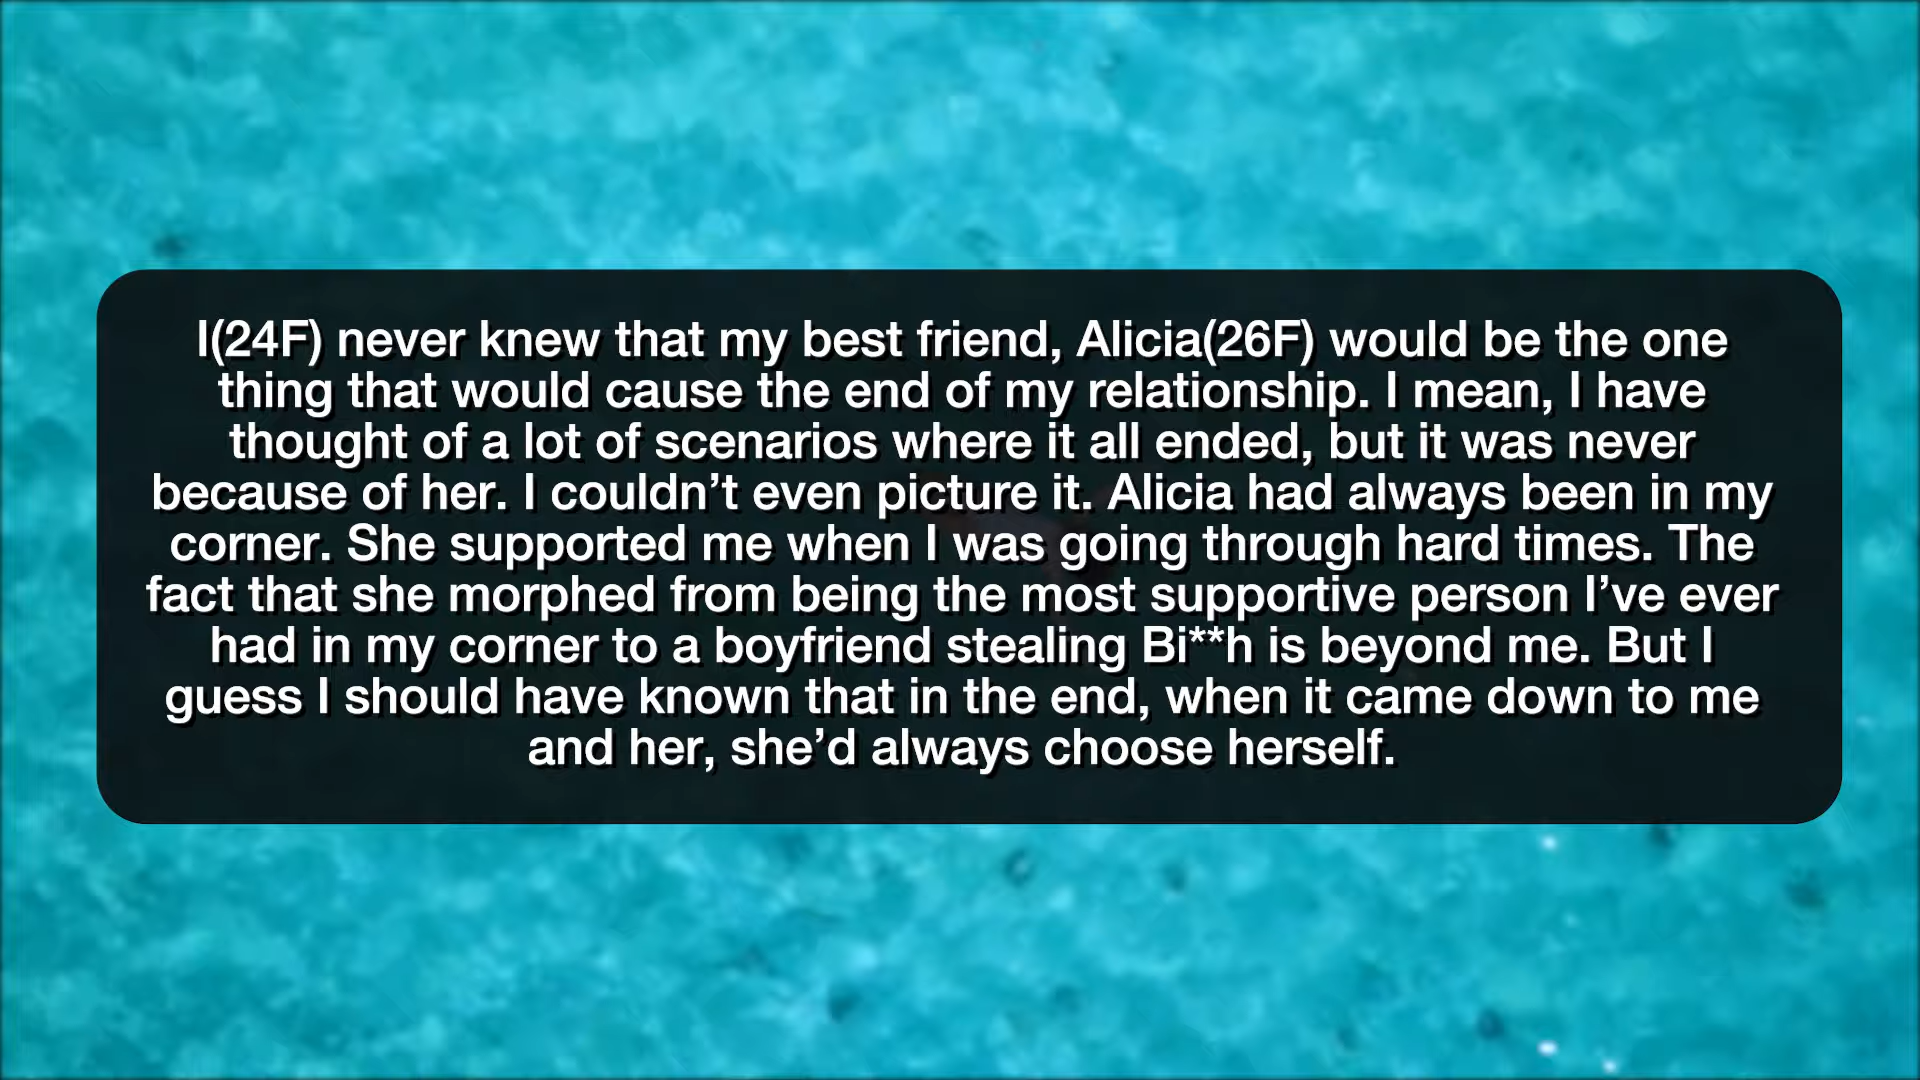 I(24F) never knew that my best friend, Alicia(26F) would be the one
thing that would cause the end of my relationship. I mean, I have
thought of a lot of scenarios where it all ended, but it was never
because of her. I couldn’t even picture it. Alicia had always been in my
corner. She supported me when I was going through hard times. The
fact that she morphed from being the most supportive person I’ve ever
had in my corner to a boyfriend stealing Bi**h is beyond me. But I
guess I should have known that in the end, when it came down to me
and her, she’d always choose herself.